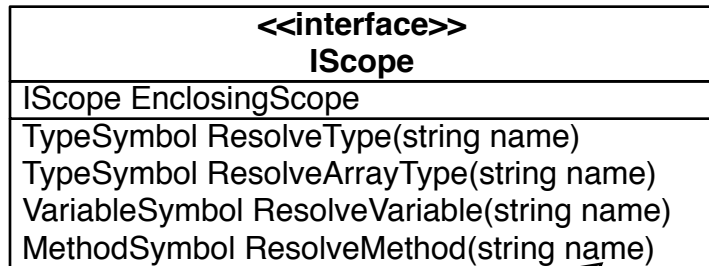 <<interface>>
IScope
IScope EnclosingScope
TypeSymbol ResolveType(string name)
TypeSymbol ResolveArrayType(string name)
VariableSymbol ResolveVariable(string name)
MethodSymbol ResolveMethod(string name)